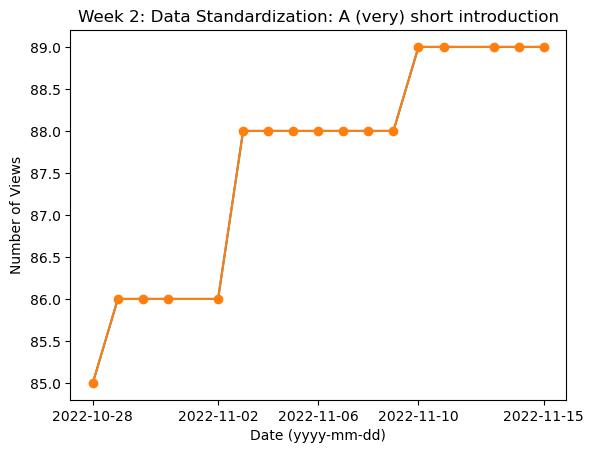 Week 2: Data Standardization: A (very) short introduction
Number of Views
89.0
88.5
88.0
87.5
87.0
86.5
86.0
85.5
85.0
2022-10-28 2022-11-02 2022-11-06 2022-11-10 2022-11-15
Date (yyyy-mm-dd)